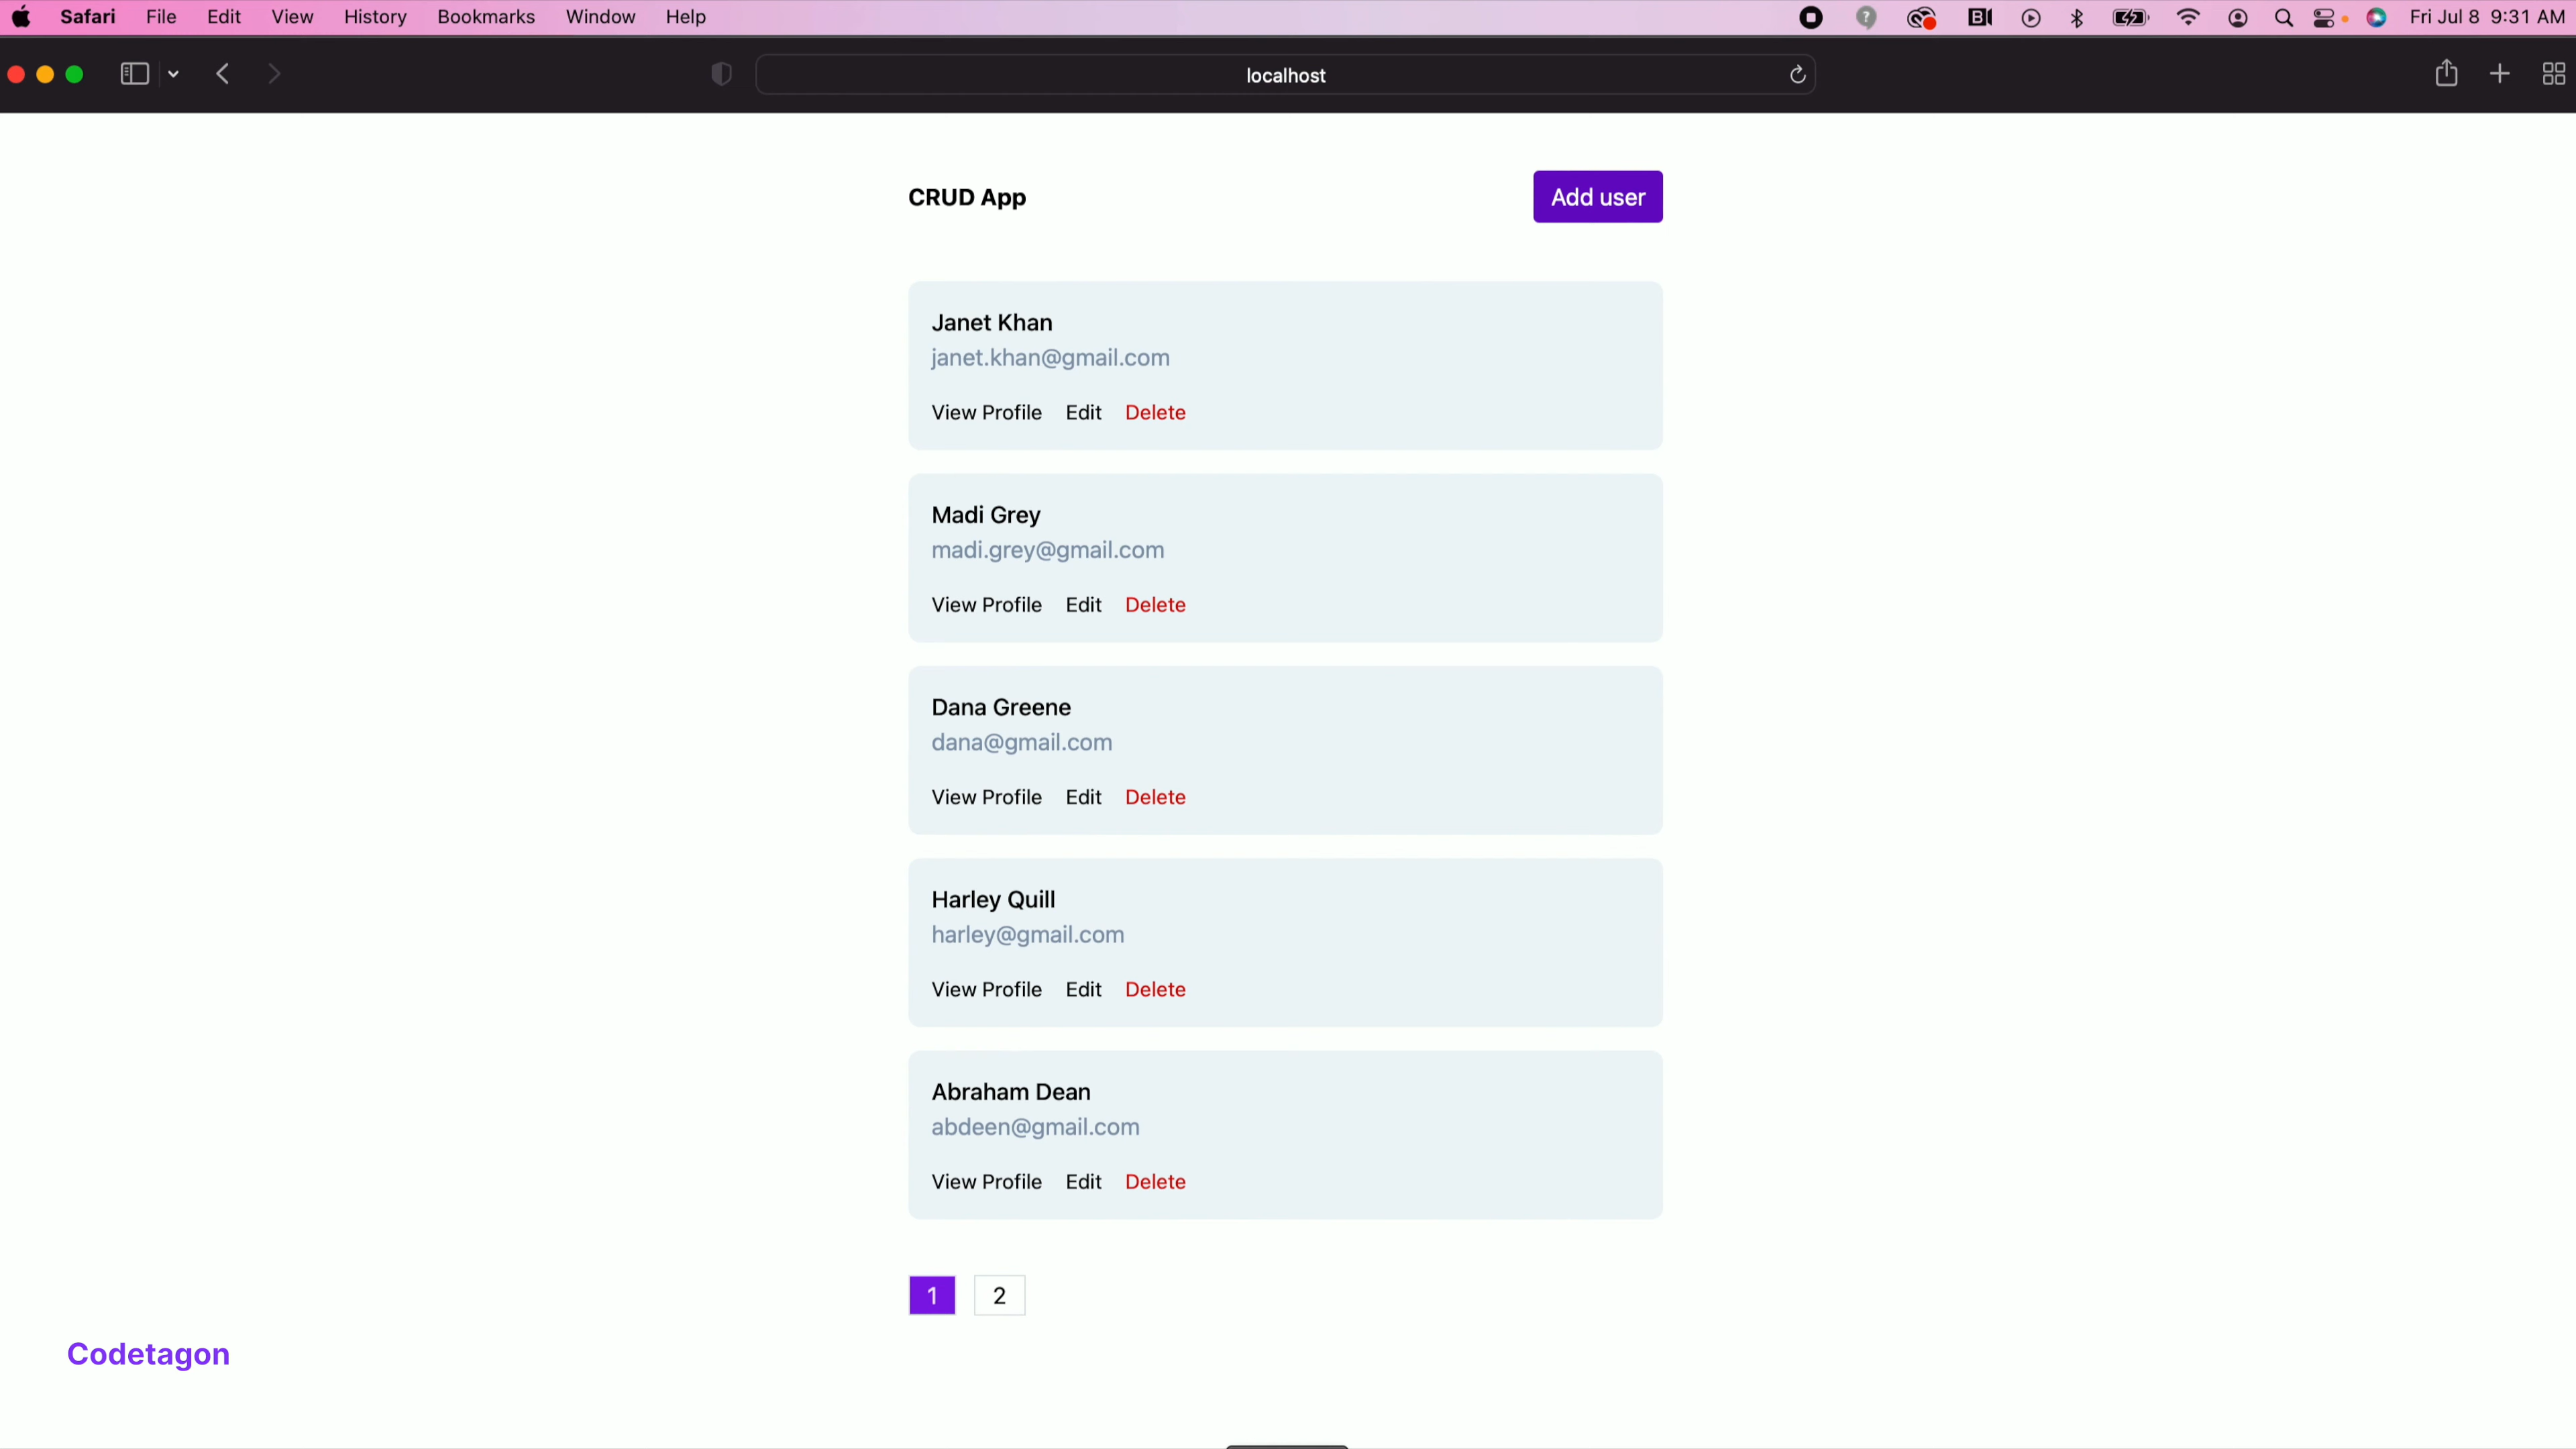 Safari File Edit View History Bookmarks Window Help Fri Jul 8 9:31 AM
localhost
CRUD App Add user
Janet Khan
janet.khan@gmail.com
View Profile Edit Delete
Madi Grey
madi.grey@gmail.com
View Profile Edit Delete
Dana Greene
dana@gmail.com
View Profile Edit Delete
Harley Quill
harley@gmail.com
View Profile Edit Delete
Abraham Dean
abdeen@gmail.com
View Profile Edit Delete
1 2
Codetagon